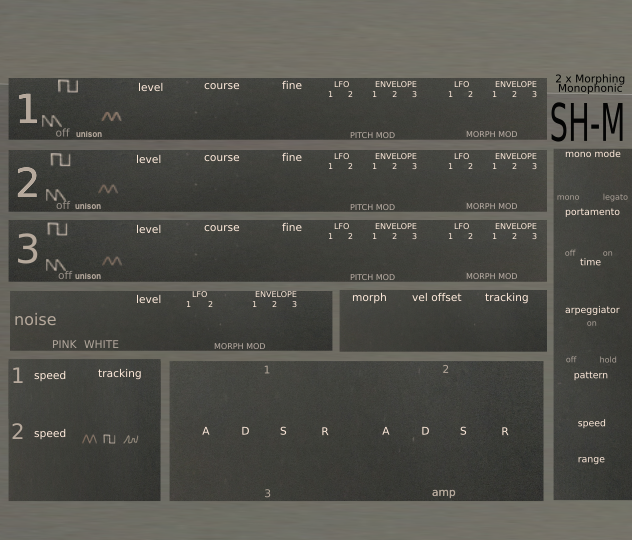 level course fine LFO ENVELOPE LFO ENVELOPE
1 2 1 2 3 1 2 1 2 3
1
off unison PITCH MOD MORPH MOD
2 x Morphing
Monophonic
SH-M
level course fine LFO ENVELOPE LFO ENVELOPE
1 2 1 2 3 1 2 1 2 3
2
off unison PITCH MOD MORPH MOD
level course fine LFO ENVELOPE LFO ENVELOPE
1 2 1 2 3 1 2 1 2 3
3
off unison PITCH MOD MORPH MOD
level LFO ENVELOPE
1 2 1 2 3
noise
PINK WHITE MORPH MOD
morph vel offset tracking
1 speed tracking
2 speed
1 2
A D S R A D S R
3 amp
mono mode
mono legato
portamento
off on
time
arpeggiator
on
off hold
pattern
speed
range